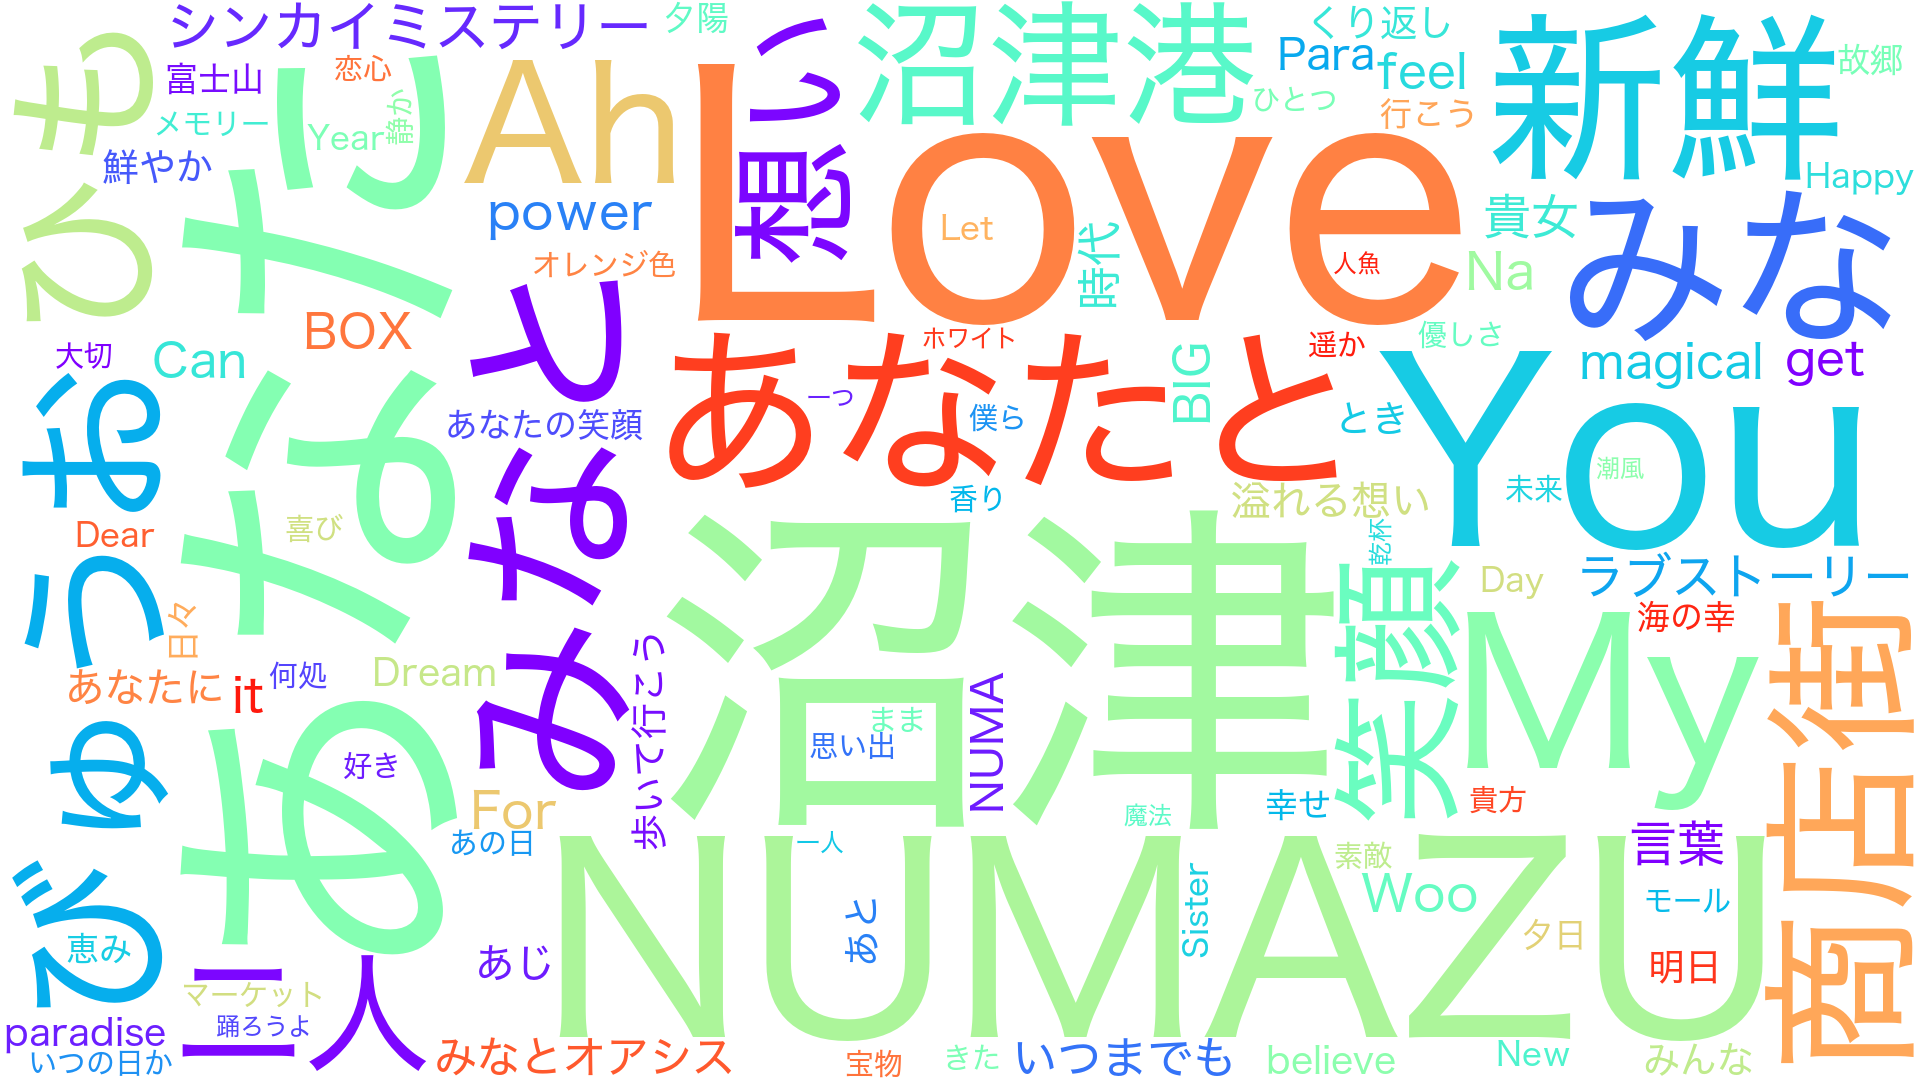 シンカイミステリー
夕陽
くり返し
Para
feel
新鮮
故郷
富士山
恋心
メモリー
Year
静か
鮮やか
ひもの
Ah
想い
沼津港
ひとつ
行こう
Happy
power
Love
Let
時代
人魚
貴女
みな
Na
オレンジ色
BOX
大切
Can
あなた
みなと
あなたと
ホワイト
一つ
僕ら
BIG
遥か
優しさ
magical
get
とき
You
潮風
未来
あなたの笑顔
香り
溢れる想い
乾杯
Dear
喜び
びゅうお
日々
沼津
笑顔
Day
ラブストーリー
海の幸
My
商店街
あなたに
it
何処
Dream
歩いて行こう
まま
思い出
NUMA
好き
For
あの日
一人
魔法
幸せ
貴方
言葉
素敵
Woo
モール
NUMAZU
あと
Sister
夕日
明日
恵み
マーケット
踊ろうよ
二人
あじ
paradise
いつの日か
みなとオアシス
宝物
きた
いつまでも
believe
New
みんな